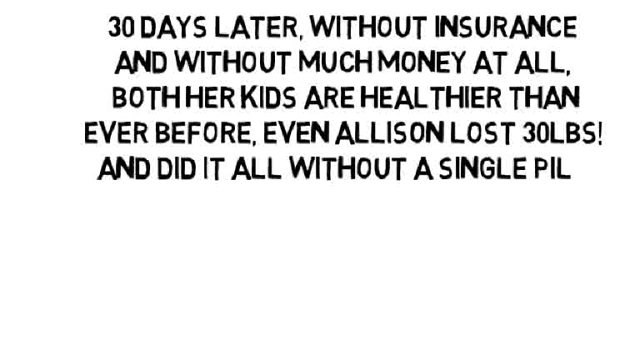 30 DAYS LATER, WITHOUT INSURANCE
AND WITHOUT MUCH MONEY AT ALL,
BOTH HER KIDS ARE HEALTHIER THAN
EVER BEFORE, EVEN ALLISON LOST 30LBS!
AND DID IT ALL WITHOUT A SINGLE PIL